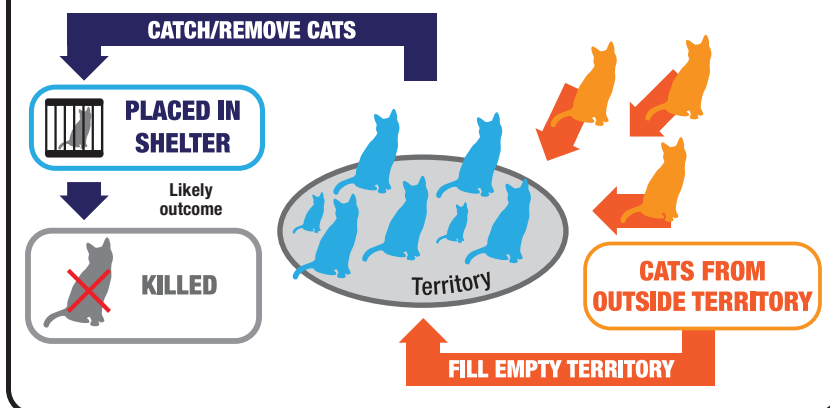 CATCH/REMOVE CATS
PLACED IN
SHELTER
Likely
outcome
KILLED
Territory
CATS FROM
OUTSIDE TERRITORY
FILL EMPTY TERRITORY